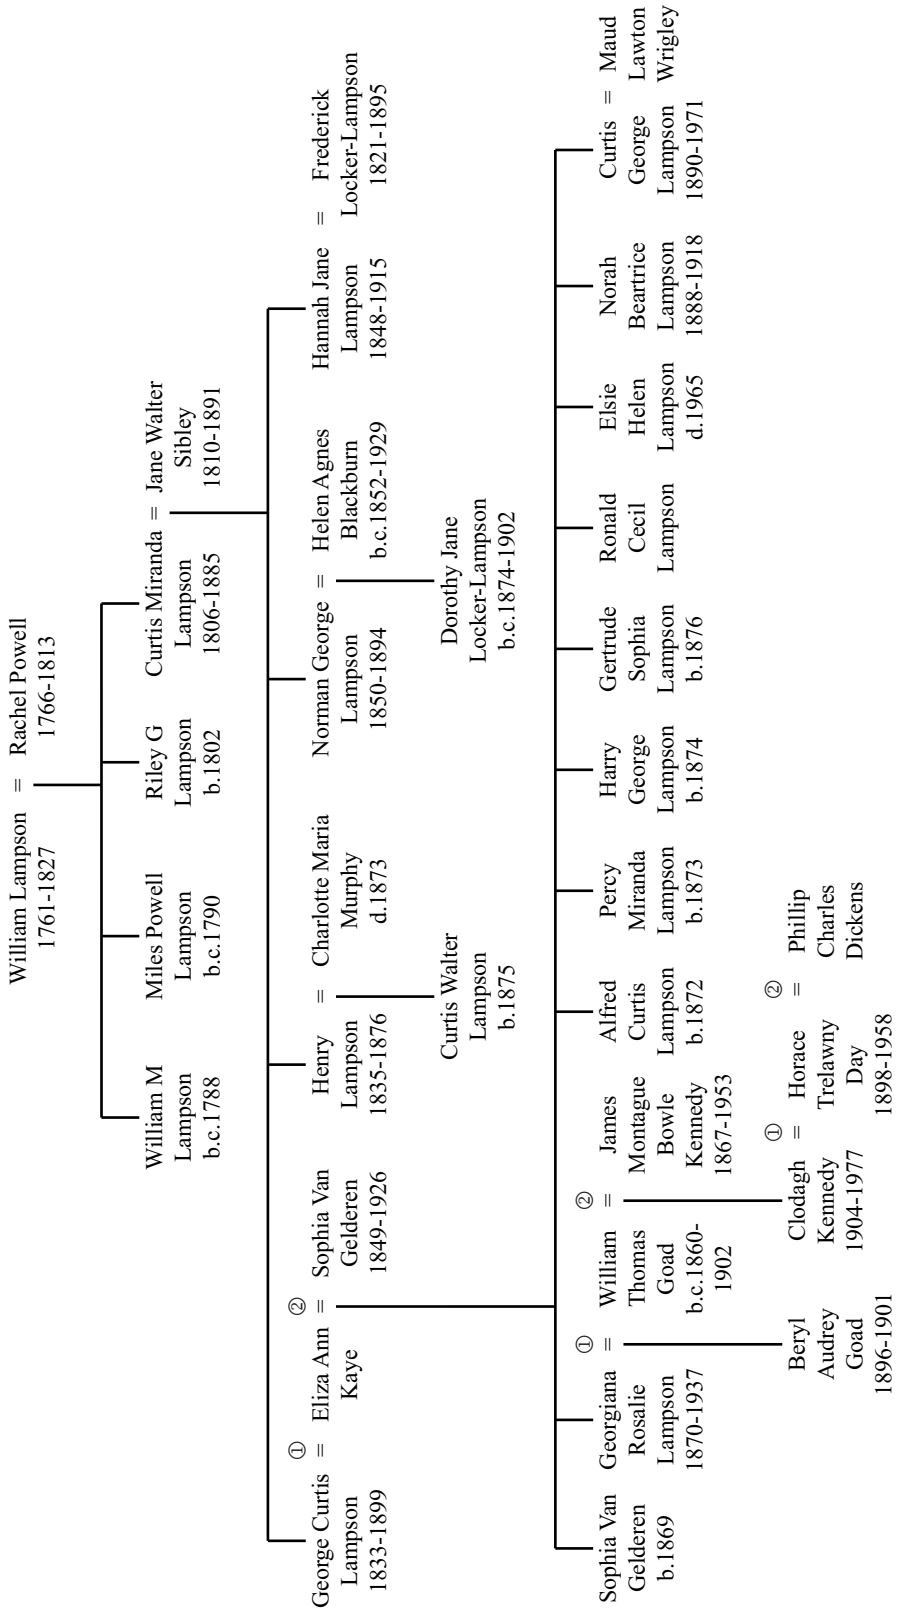 William Lampson = Rachel Powell
1761-1827
1766-1813
William M
Lampson
b.c.1788
Miles Powell
Lampson
b.c.1790
Riley G
Lampson
b.1802
Curtis Miranda = Jane Walter
Lampson
1806-1885
Sibley
1810-1891
George Curtis = Eliza Ann = Sophia Van
① ②
Lampson
1833-1899
Kaye
Gelderen
1849-1926
Henry = Charlotte Maria
Lampson
1835-1876
Murphy
d.1873
Norman George = Helen Agnes
Lampson
1850-1894
Blackburn
b.c.1852-1929
Hannah Jane = Frederick
Lampson
1848-1915
Locker-Lampson
1821-1895
Curtis Walter
Lampson
b.1875
Dorothy Jane
Locker-Lampson
b.c.1874-1902
Sophia Van
Gelderen
b.1869
Georgiana = William = James
① ②
Rosalie
Lampson
1870-1937
Thomas
Goad
b.c.1860-
1902
Montague
Bowle
Kennedy
1867-1953
Alfred
Curtis
Lampson
b.1872
Percy
Miranda
Lampson
b.1873
Harry
George
Lampson
b.1874
Gertrude
Sophia
Lampson
b.1876
Ronald
Cecil
Lampson
Elsie
Helen
Lampson
d.1965
Norah
Beartrice
Lampson
1888-1918
Curtis = Maud
George
Lampson
1890-1971
Lawton
Wrigley
Beryl
Audrey
Goad
1896-1901
Clodagh = Horace = Phillip
① ②
Kennedy
1904-1977
Trelawny
Day
1898-1958
Charles
Dickens